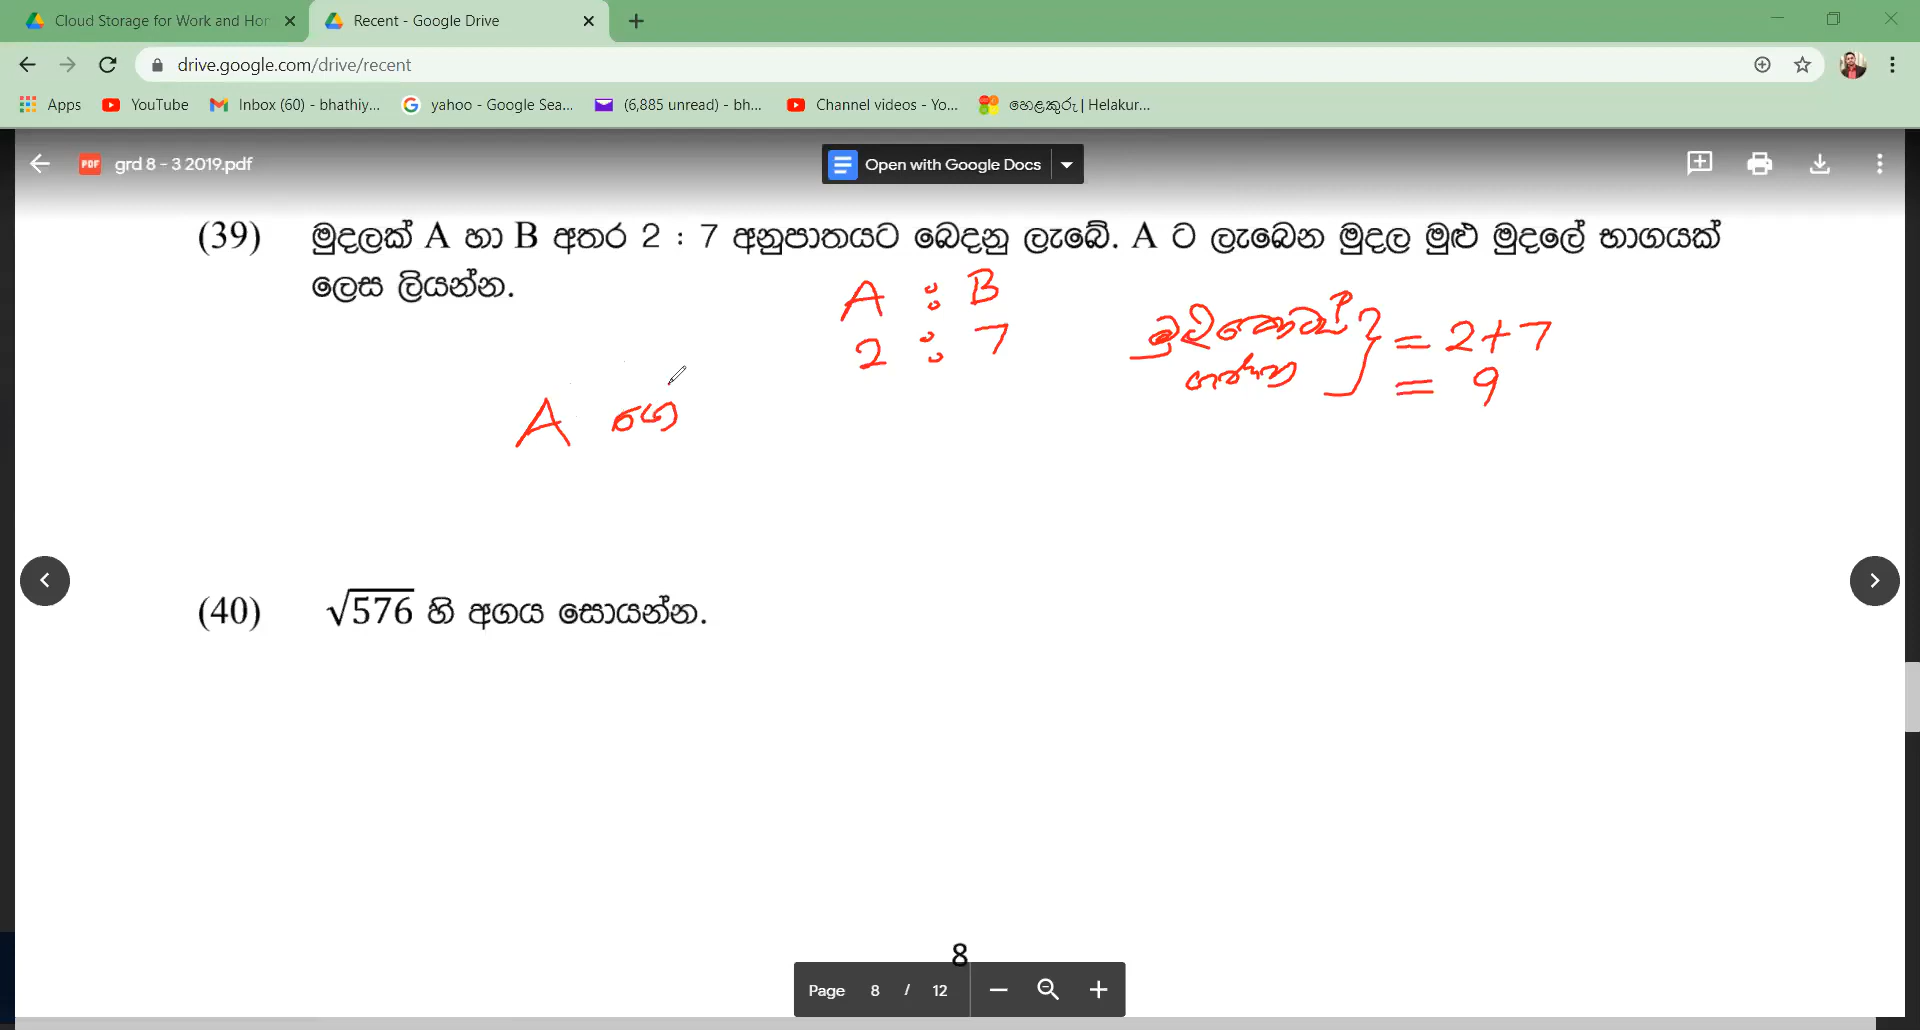 Cloud Storage for Work and Hor
Recent - Google Drive
drive.google.com/drive/recent
Apps YouTube Inbox (60) - bhathiy... yahoo - Google Sea... (6,885 unread) - bh... Channel videos - Yo... හෙළකුරු | Helakur...
PDF grd 8 - 3 2019.pdf Open with Google Docs
(39) මුදලක් A හා B අතර 2 : 7 අනුපාතයට බෙදනු ලැබේ. A ට ලැබෙන මුදල මුළු මුදලේ භාගයක්
ලෙස ලියන්න.
A : B
2 : 7
මුළු කොටස් } = 2+7
ගණන = 9
A ගේ
(40) √576 හි අගය සොයන්න.
8
Page 8 / 12